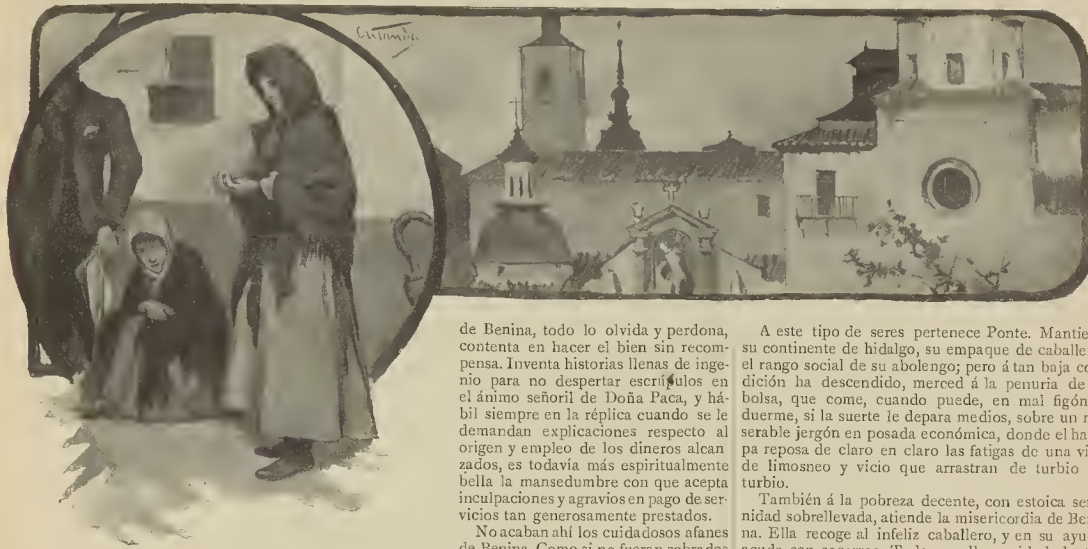 de Benina, todo lo olvida y perdona,
contenta en hacer el bien sin recom-
pensa. Inventa historias llenas de inge-
nio para no despertar escrúpulos en
el ánimo señoril de Doña Paca, y há-
bil siempre en la réplica cuando se le
demandan explicaciones respecto al
origen y empleo de los dineros alcan
zados, es todavía más espiritualmente
bella la mansedumbre con que acepta
inculpaciones y agravios en pago de ser-
vicios tan generosamente prestados.
No acaban ahí los cuidadosos afanes
de Benina. Como si no fueran sobrados
A este tipo de seres pertenece Ponte. Mantie
su continente de hidalgo, su empaque de caballe
el rango social de su abolengo; pero á tan baja co
dición ha descendido, merced á la penuria de
bolsa, que come, cuando puede, en mal figón
duerme, si la suerte le depara medios, sobre un
serable jergón en posada económica, donde el ha
pa reposa de claro en claro las fatigas de una vi
de limosneo y vicio que arrastran de turbio
turbio.
También á la pobreza decente, con estoica se
nidad sobrellevada, atiende la misericordia de Be
na. Ella recoge al infeliz caballero, y en su ayu